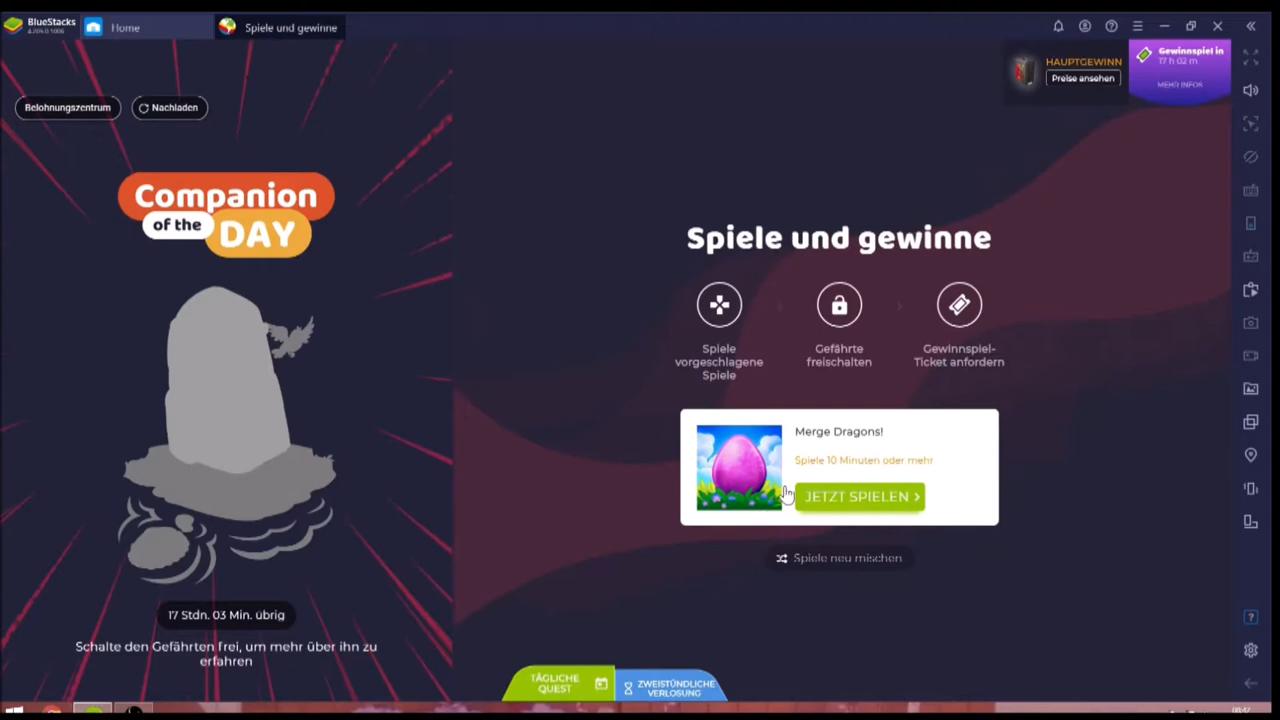 BlueStacks
Home
Spiele und gewinne
HAUPTGEWINN
Preise ansehen
Gewinnspiel in
17 h 02 m
MEHR INFOS
Belohnungszentrum
Nachladen
Companion
of the
DAY
17 Stdn. 03 Min. übrig
Schalte den Gefährten frei, um mehr über ihn zu
erfahren
Spiele und gewinne
Spiele
vorgeschlagene
Spiele
Gefährte
freischalten
Gewinnspiel-
Ticket anfordern
Merge Dragons!
Spiele 10 Minuten oder mehr
JETZT SPIELEN
Spiele neu mischen
TÄGLICHE
QUEST
ZWEISTÜNDLICHE
VERLOSUNG